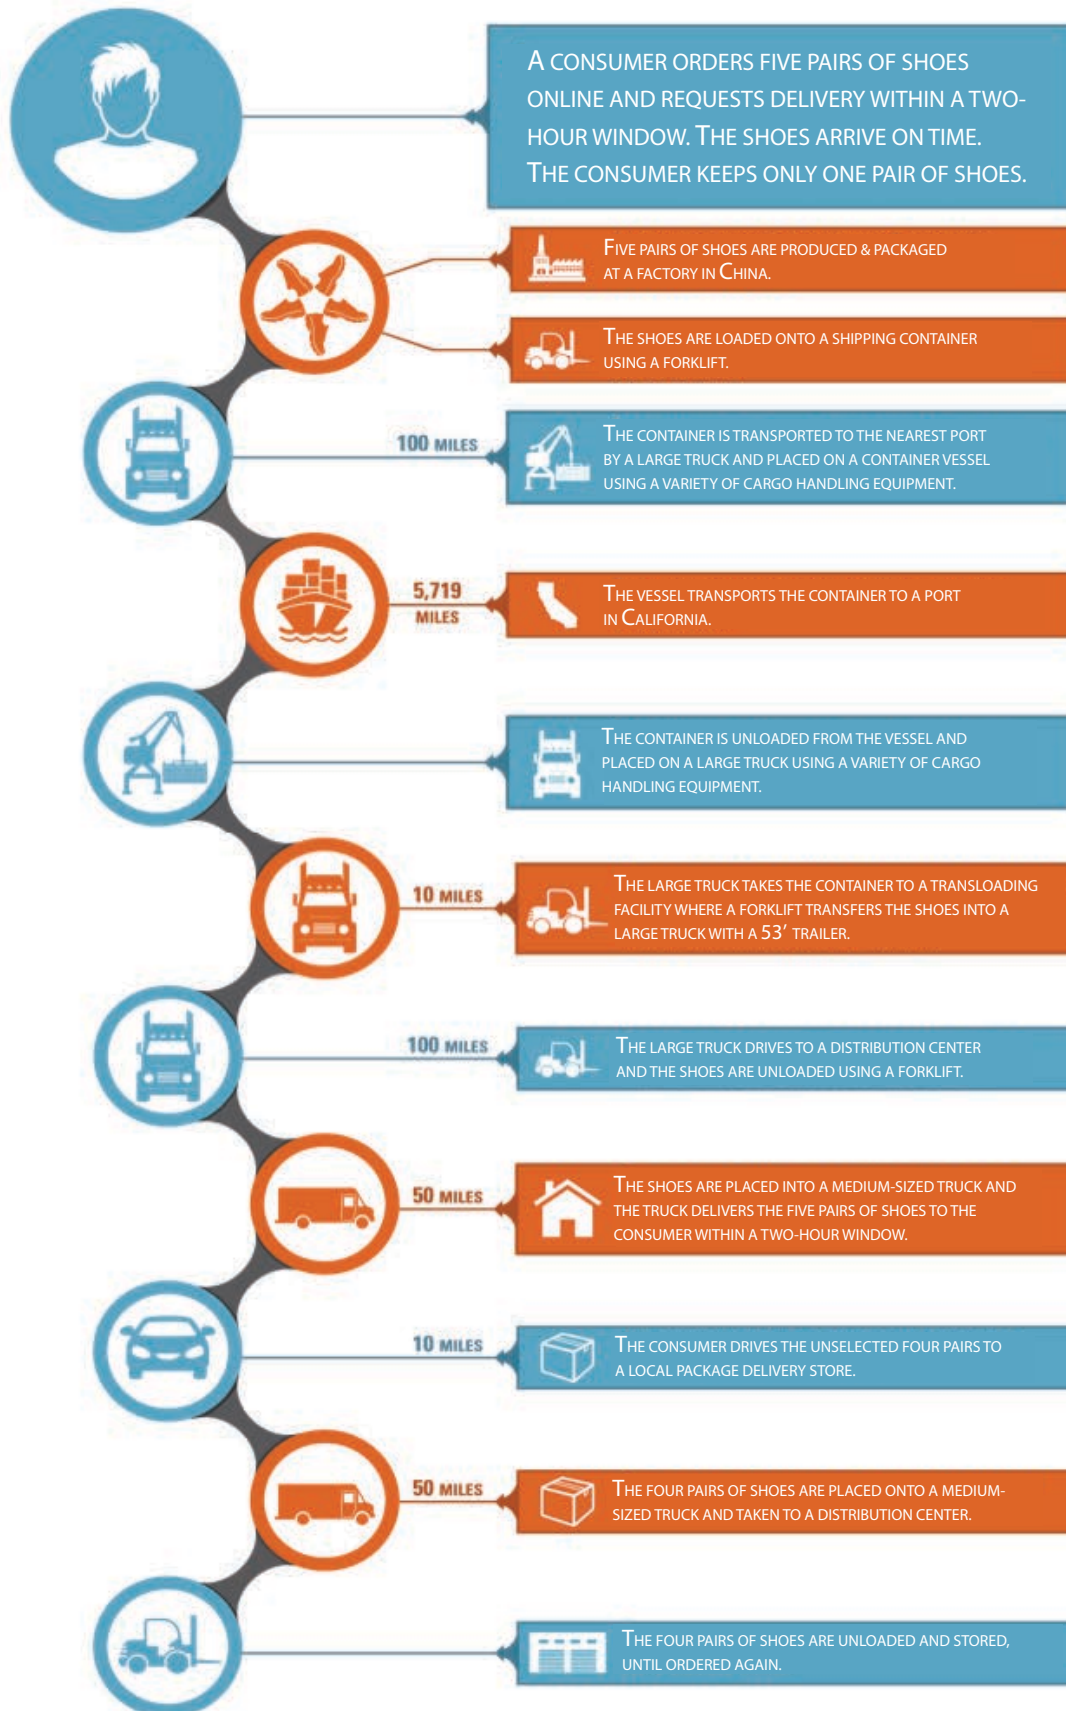 A CONSUMER ORDERS FIVE PAIRS OF SHOES
ONLINE AND REQUESTS DELIVERY WITHIN A TWO-
HOUR WINDOW. THE SHOES ARRIVE ON TIME.
THE CONSUMER KEEPS ONLY ONE PAIR OF SHOES.
FIVE PAIRS OF SHOES ARE PRODUCED & PACKAGED
AT A FACTORY IN CHINA.
THE SHOES ARE LOADED ONTO A SHIPPING CONTAINER
USING A FORKLIFT.
100 MILES
THE CONTAINER IS TRANSPORTED TO THE NEAREST PORT
BY A LARGE TRUCK AND PLACED ON A CONTAINER VESSEL
USING A VARIETY OF CARGO HANDLING EQUIPMENT.
5,719
MILES
THE VESSEL TRANSPORTS THE CONTAINER TO A PORT
IN CALIFORNIA.
THE CONTAINER IS UNLOADED FROM THE VESSEL AND
PLACED ON A LARGE TRUCK USING A VARIETY OF CARGO
HANDLING EQUIPMENT.
10 MILES
THE LARGE TRUCK TAKES THE CONTAINER TO A TRANSLOADING
FACILITY WHERE A FORKLIFT TRANSFERS THE SHOES INTO A
LARGE TRUCK WITH A 53' TRAILER.
100 MILES
THE LARGE TRUCK DRIVES TO A DISTRIBUTION CENTER
AND THE SHOES ARE UNLOADED USING A FORKLIFT.
50 MILES
THE SHOES ARE PLACED INTO A MEDIUM-SIZED TRUCK AND
THE TRUCK DELIVERS THE FIVE PAIRS OF SHOES TO THE
CONSUMER WITHIN A TWO-HOUR WINDOW.
10 MILES
THE CONSUMER DRIVES THE UNSELECTED FOUR PAIRS TO
A LOCAL PACKAGE DELIVERY STORE.
50 MILES
THE FOUR PAIRS OF SHOES ARE PLACED ONTO A MEDIUM-
SIZED TRUCK AND TAKEN TO A DISTRIBUTION CENTER.
THE FOUR PAIRS OF SHOES ARE UNLOADED AND STORED,
UNTIL ORDERED AGAIN.